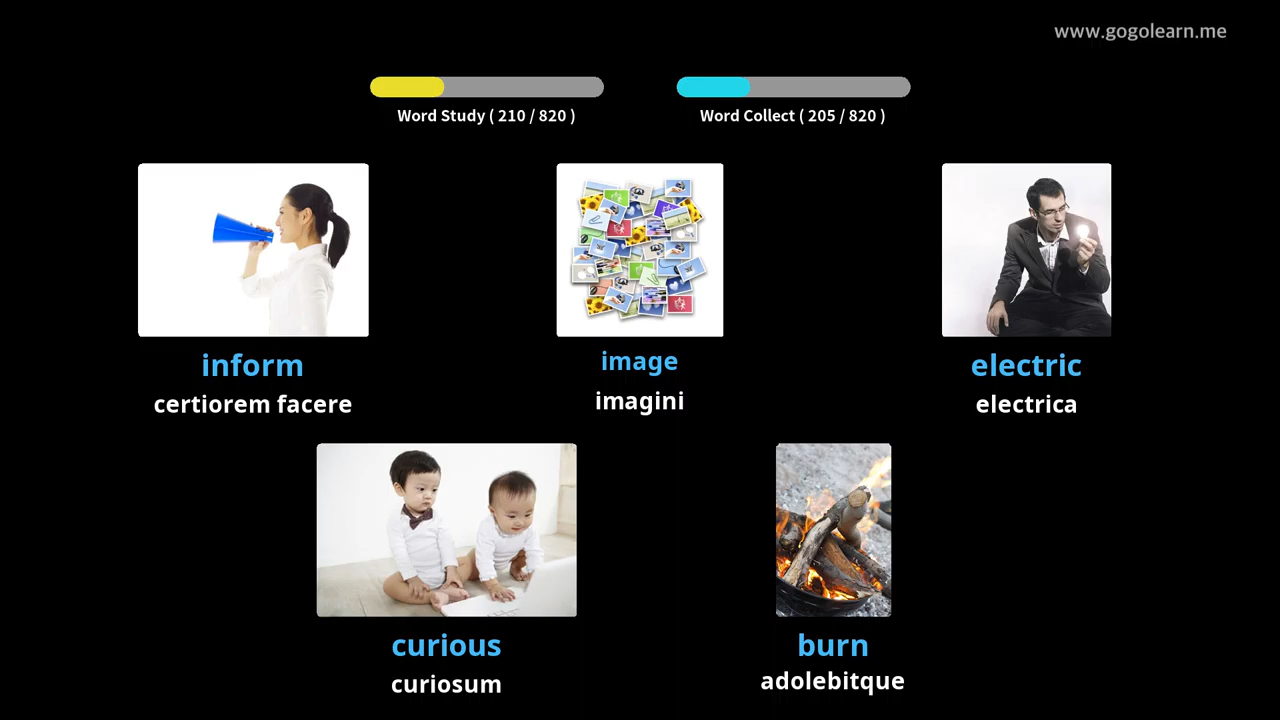 www.gogolearn.me
Word Study ( 210 / 820 )
Word Collect ( 205 / 820 )
inform
certiorem facere
image
imagini
electric
electrica
curious
curiosum
burn
adolebitque